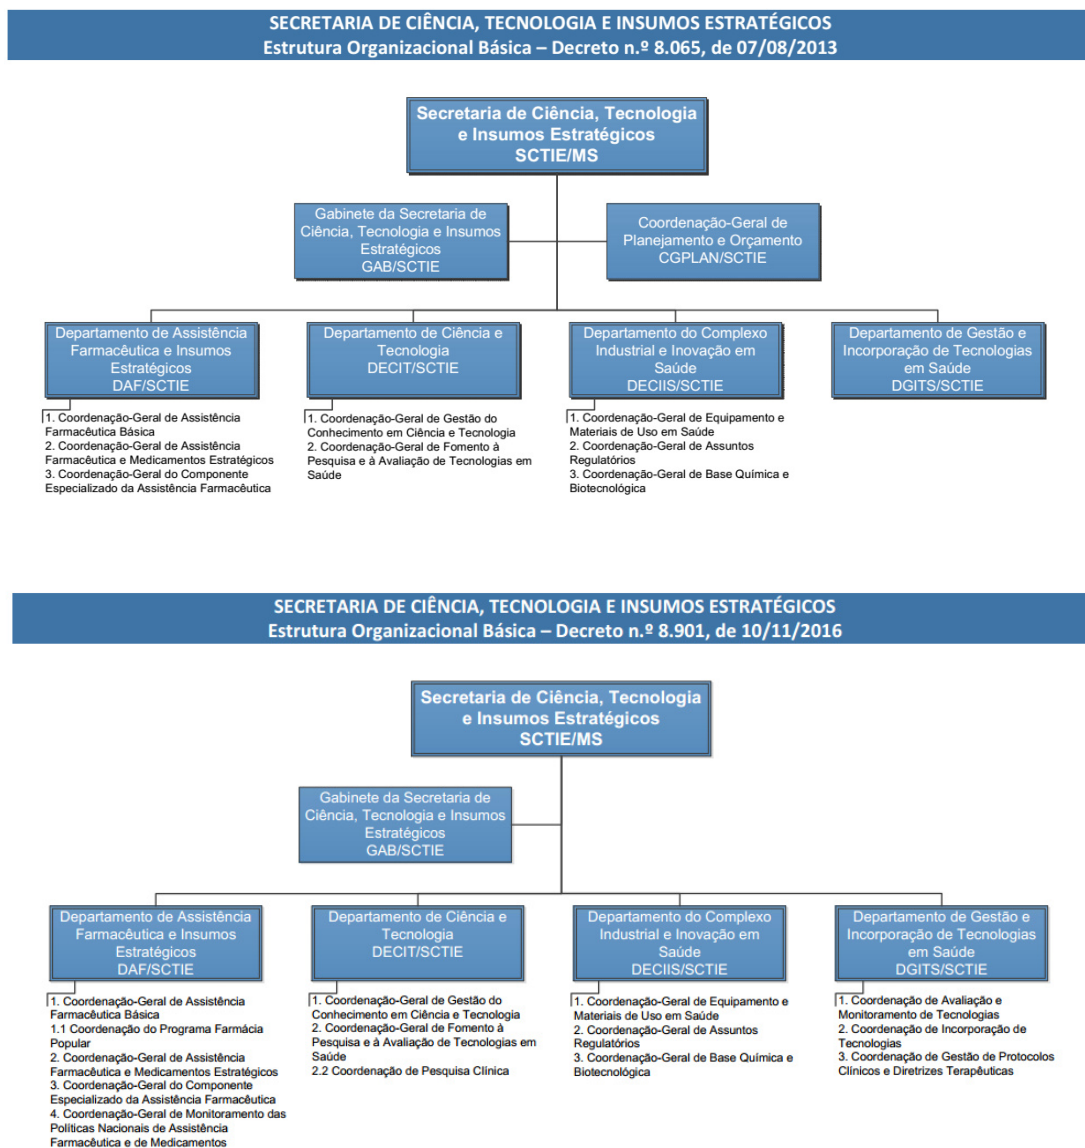 SECRETARIA DE CIÊNCIA, TECNOLOGIA E INSUMOS ESTRATÉGICOS
Estrutura Organizacional Básica – Decreto n.º 8.065, de 07/08/2013
Secretaria de Ciência, Tecnologia
e Insumos Estratégicos
SCTIE/MS
Gabinete da Secretaria de
Ciência, Tecnologia e Insumos
Estratégicos
GAB/SCTIE
Coordenação-Geral de
Planejamento e Orçamento
CGPLAN/SCTIE
Departamento de Assistência
Farmacêutica e Insumos
Estratégicos
DAF/SCTIE
1. Coordenação-Geral de Assistência
Farmacêutica Básica
2. Coordenação-Geral de Assistência
Farmacêutica e Medicamentos Estratégicos
3. Coordenação-Geral do Componente
Especializado da Assistência Farmacêutica
Departamento de Ciência e
Tecnologia
DECIT/SCTIE
1. Coordenação-Geral de Gestão do
Conhecimento em Ciência e Tecnologia
2. Coordenação-Geral de Fomento à
Pesquisa e à Avaliação de Tecnologias em
Saúde
Departamento do Complexo
Industrial e Inovação em
Saúde
DECIIS/SCTIE
1. Coordenação-Geral de Equipamento e
Materiais de Uso em Saúde
2. Coordenação-Geral de Assuntos
Regulatórios
3. Coordenação-Geral de Base Química e
Biotecnológica
Departamento de Gestão e
Incorporação de Tecnologias
em Saúde
DGITS/SCTIE
SECRETARIA DE CIÊNCIA, TECNOLOGIA E INSUMOS ESTRATÉGICOS
Estrutura Organizacional Básica – Decreto n.º 8.901, de 10/11/2016
Secretaria de Ciência, Tecnologia
e Insumos Estratégicos
SCTIE/MS
Gabinete da Secretaria de
Ciência, Tecnologia e Insumos
Estratégicos
GAB/SCTIE
Departamento de Assistência
Farmacêutica e Insumos
Estratégicos
DAF/SCTIE
1. Coordenação-Geral de Assistência
Farmacêutica Básica
1.1 Coordenação do Programa Farmácia
Popular
2. Coordenação-Geral de Assistência
Farmacêutica e Medicamentos Estratégicos
3. Coordenação-Geral do Componente
Especializado da Assistência Farmacêutica
4. Coordenação-Geral de Monitoramento das
Políticas Nacionais de Assistência
Farmacêutica e de Medicamentos
Departamento de Ciência e
Tecnologia
DECIT/SCTIE
1. Coordenação-Geral de Gestão do
Conhecimento em Ciência e Tecnologia
2. Coordenação-Geral de Fomento à
Pesquisa e à Avaliação de Tecnologias em
Saúde
2.2 Coordenação de Pesquisa Clínica
Departamento do Complexo
Industrial e Inovação em
Saúde
DECIIS/SCTIE
1. Coordenação-Geral de Equipamento e
Materiais de Uso em Saúde
2. Coordenação-Geral de Assuntos
Regulatórios
3. Coordenação-Geral de Base Química e
Biotecnológica
Departamento de Gestão e
Incorporação de Tecnologias
em Saúde
DGITS/SCTIE
1. Coordenação de Avaliação e
Monitoramento de Tecnologias
2. Coordenação de Incorporação de
Tecnologias
3. Coordenação de Gestão de Protocolos
Clínicos e Diretrizes Terapêuticas